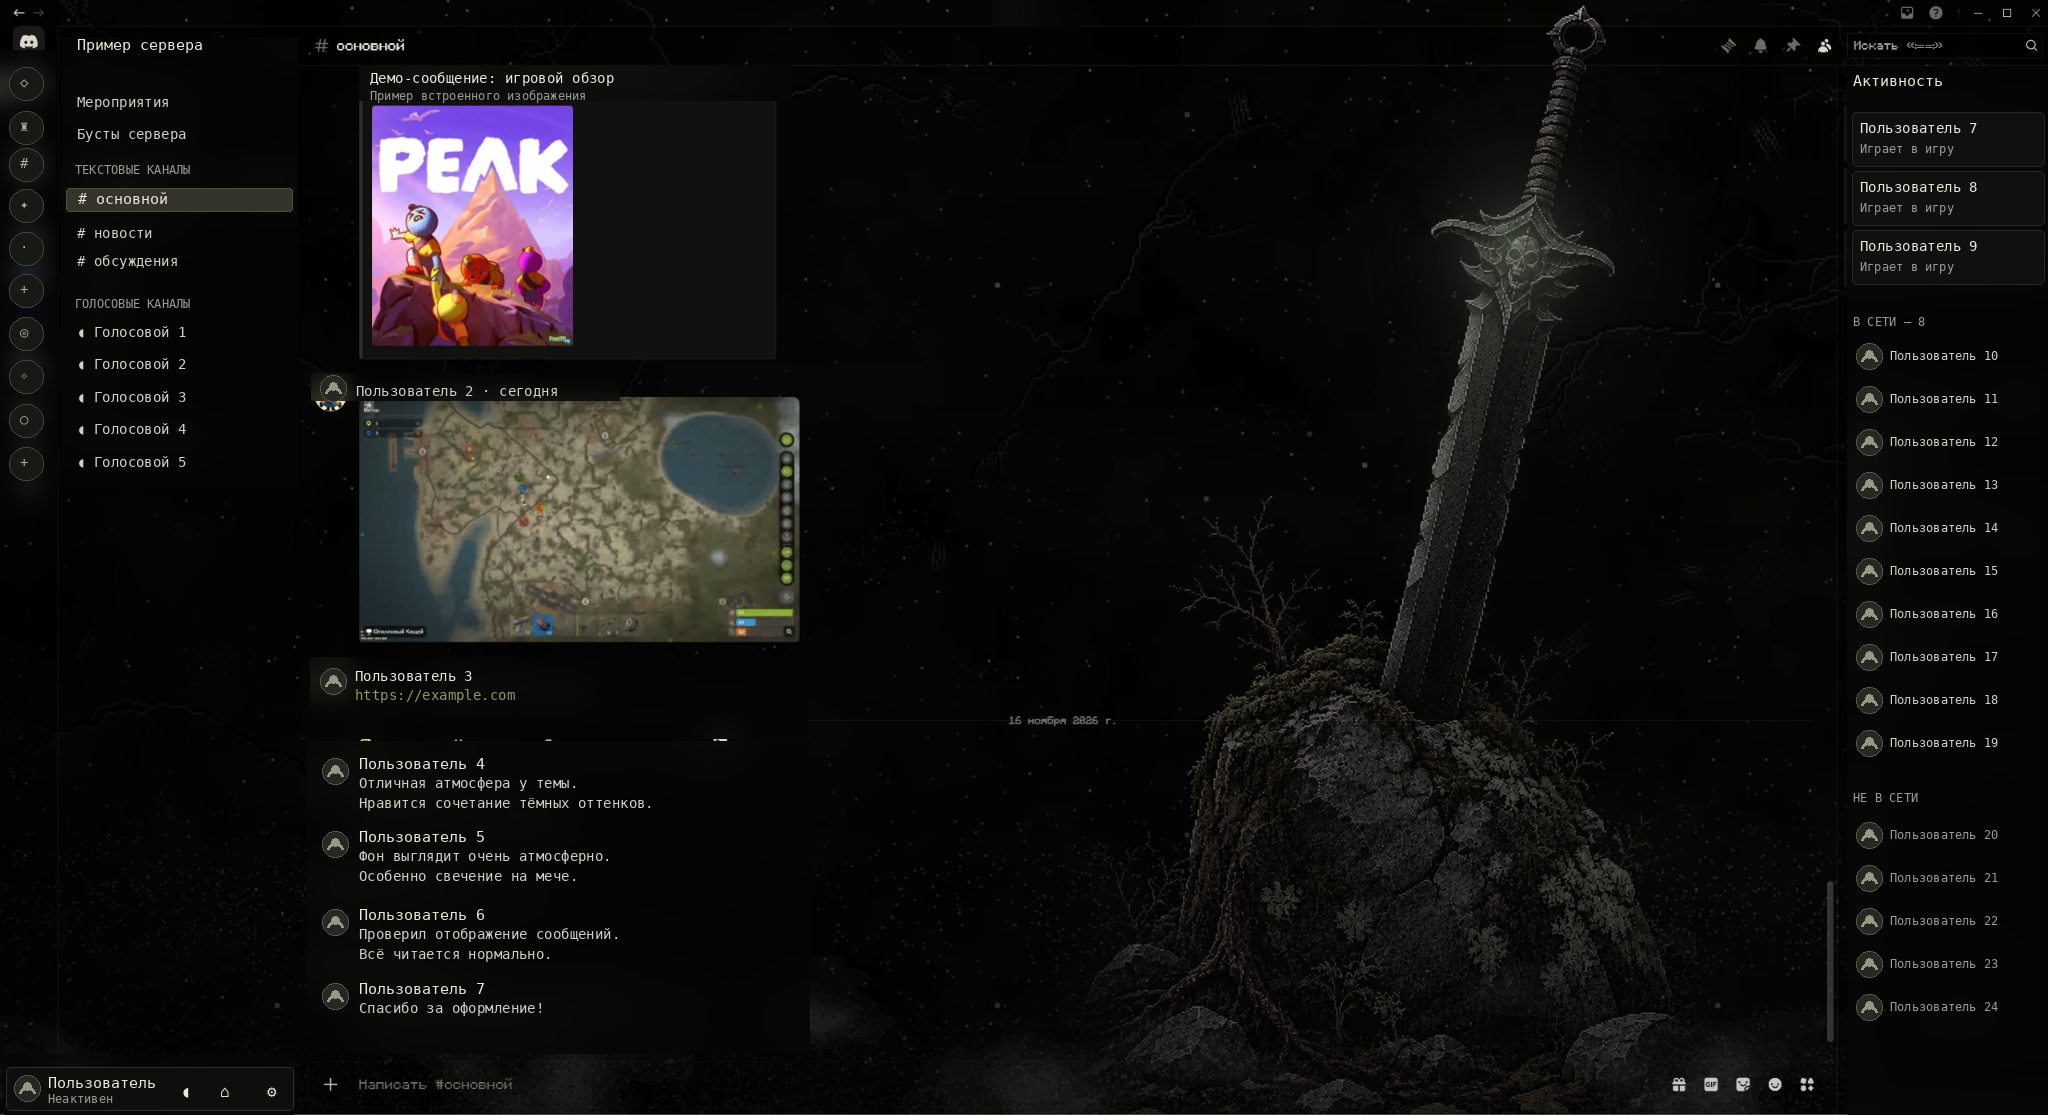 Пример сервера
Мероприятия
Бусты сервера
ТЕКСТОВЫЕ КАНАЛЫ
# основной
# новости
# обсуждения
ГОЛОСОВЫЕ КАНАЛЫ
Голосовой 1
Голосовой 2
Голосовой 3
Голосовой 4
Голосовой 5
Пользователь
Неактивен
# основной
Демо-сообщение: игровой обзор
Пример встроенного изображения
PEAK
Пользователь 2 · сегодня
Пользователь 3
https://example.com
16 ноября 2026 г.
Пользователь 4
Отличная атмосфера у темы.
Нравится сочетание тёмных оттенков.
Пользователь 5
Фон выглядит очень атмосферно.
Особенно свечение на мече.
Пользователь 6
Проверил отображение сообщений.
Всё читается нормально.
Пользователь 7
Спасибо за оформление!
Написать #основной
GIF
Искать
Активность
Пользователь 7
Играет в игру
Пользователь 8
Играет в игру
Пользователь 9
Играет в игру
В СЕТИ — 8
Пользователь 10
Пользователь 11
Пользователь 12
Пользователь 13
Пользователь 14
Пользователь 15
Пользователь 16
Пользователь 17
Пользователь 18
Пользователь 19
НЕ В СЕТИ
Пользователь 20
Пользователь 21
Пользователь 22
Пользователь 23
Пользователь 24